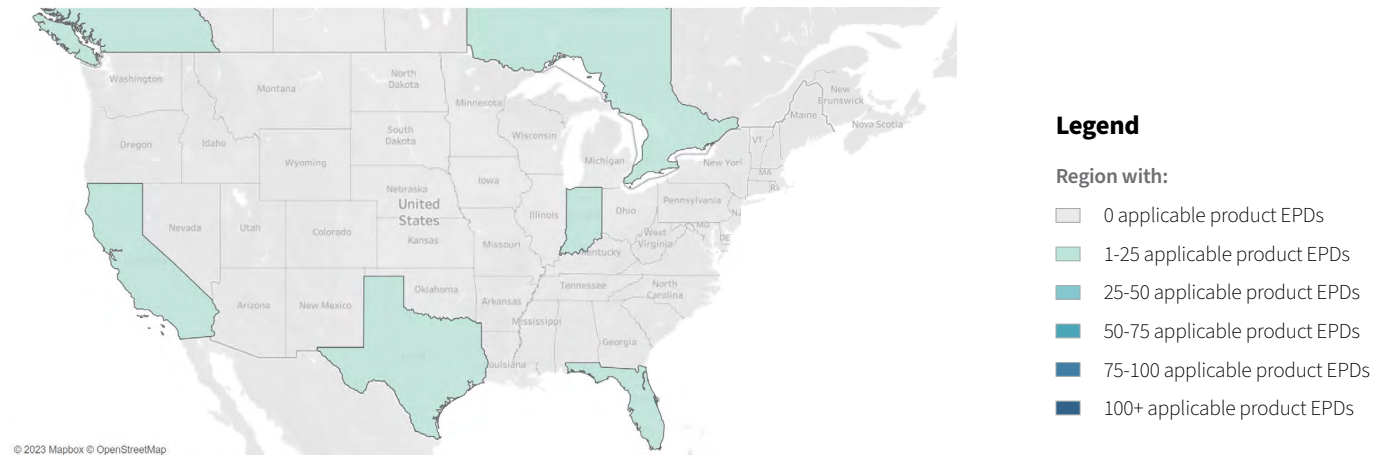 Washington
Montana
North
Dakota
Minnesota
New
Brunswick
Maine
Nova Scotia
Oregon
Idaho
South
Dakota
Wisconsin
VT
Wyoming
Michigan
New York
MA
RI
Iowa
Nebraska
Pennsylvania
United
States
Illinois
Ohio
NJ
Nevada
Utah
Colorado
Kansas
Missouri
West
Virginia
MD
DE
Kentucky
Oklahoma
Tennessee
North
Carolina
Arizona
New Mexico
Arkansas
Mississippi
Georgia
Louisiana
© 2023 Mapbox © OpenStreetMap
Legend
Region with:
0 applicable product EPDs
1-25 applicable product EPDs
25-50 applicable product EPDs
50-75 applicable product EPDs
75-100 applicable product EPDs
100+ applicable product EPDs